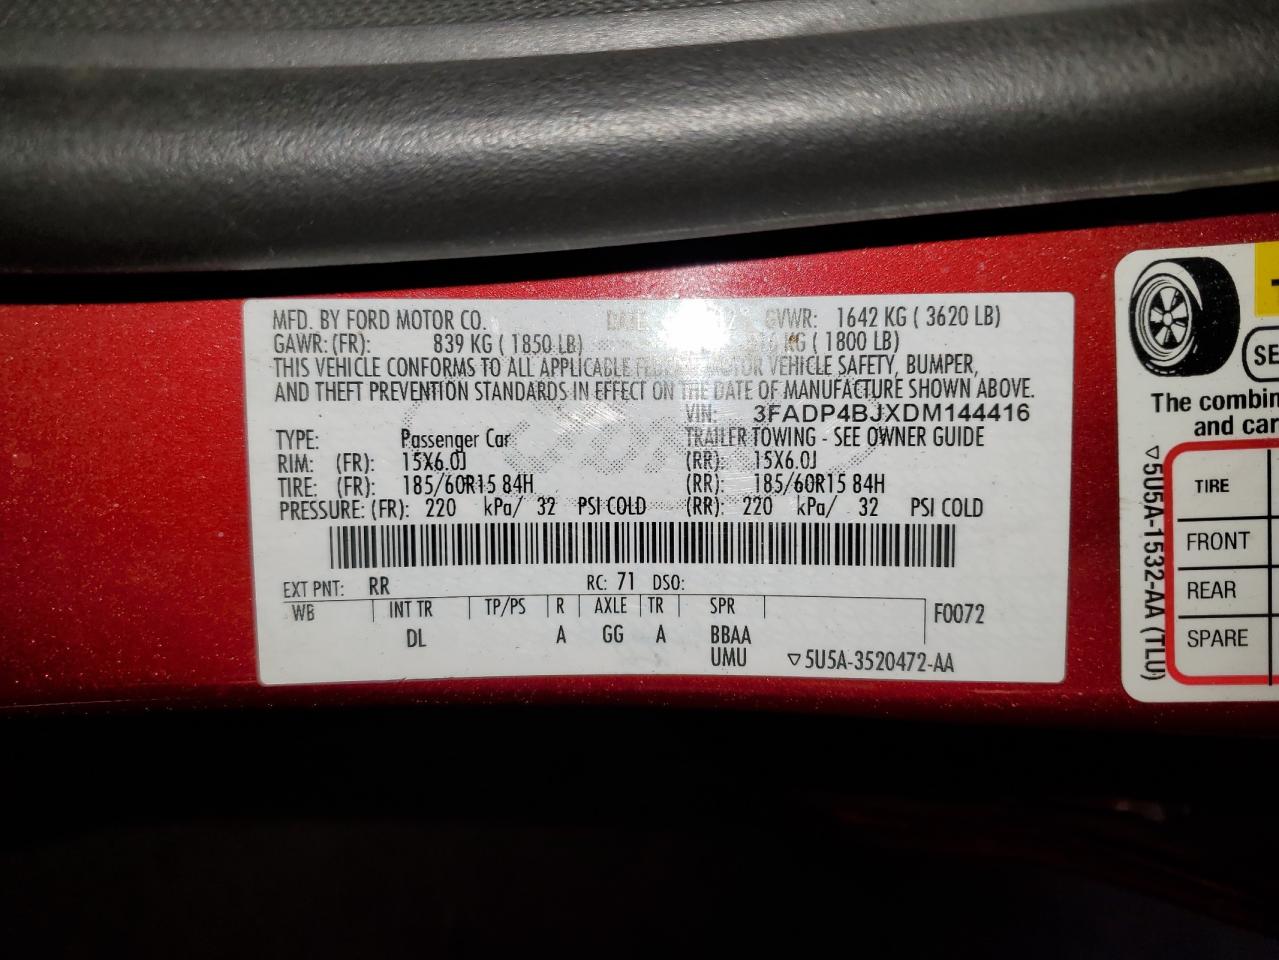 MFD. BY FORD MOTOR CO. DATE GVWR: 1642 KG ( 3620 LB)
GAWR: (FR): 839 KG ( 1850 LB) KG ( 1800 LB)
THIS VEHICLE CONFORMS TO ALL APPLICABLE FEDERAL MOTOR VEHICLE SAFETY, BUMPER,
AND THEFT PREVENTION STANDARDS IN EFFECT ON THE DATE OF MANUFACTURE SHOWN ABOVE.
VIN: 3FADP4BJXDM144416
TYPE: Passenger Car TRAILER TOWING - SEE OWNER GUIDE
RIM: (FR): 15X6.0J (RR): 15X6.0J
TIRE: (FR): 185/60R15 84H (RR): 185/60R15 84H
PRESSURE: (FR): 220 kPa/ 32 PSI COLD (RR): 220 kPa/ 32 PSI COLD
EXT PNT: RR RC: 71 DSO:
WB INT TR TP/PS R AXLE TR SPR F0072
DL A GG A BBAA
UMU ▽5U5A-3520472-AA
The combin
and car
TIRE
FRONT
REAR
SPARE
▽5U5A-1532-AA (TLU)